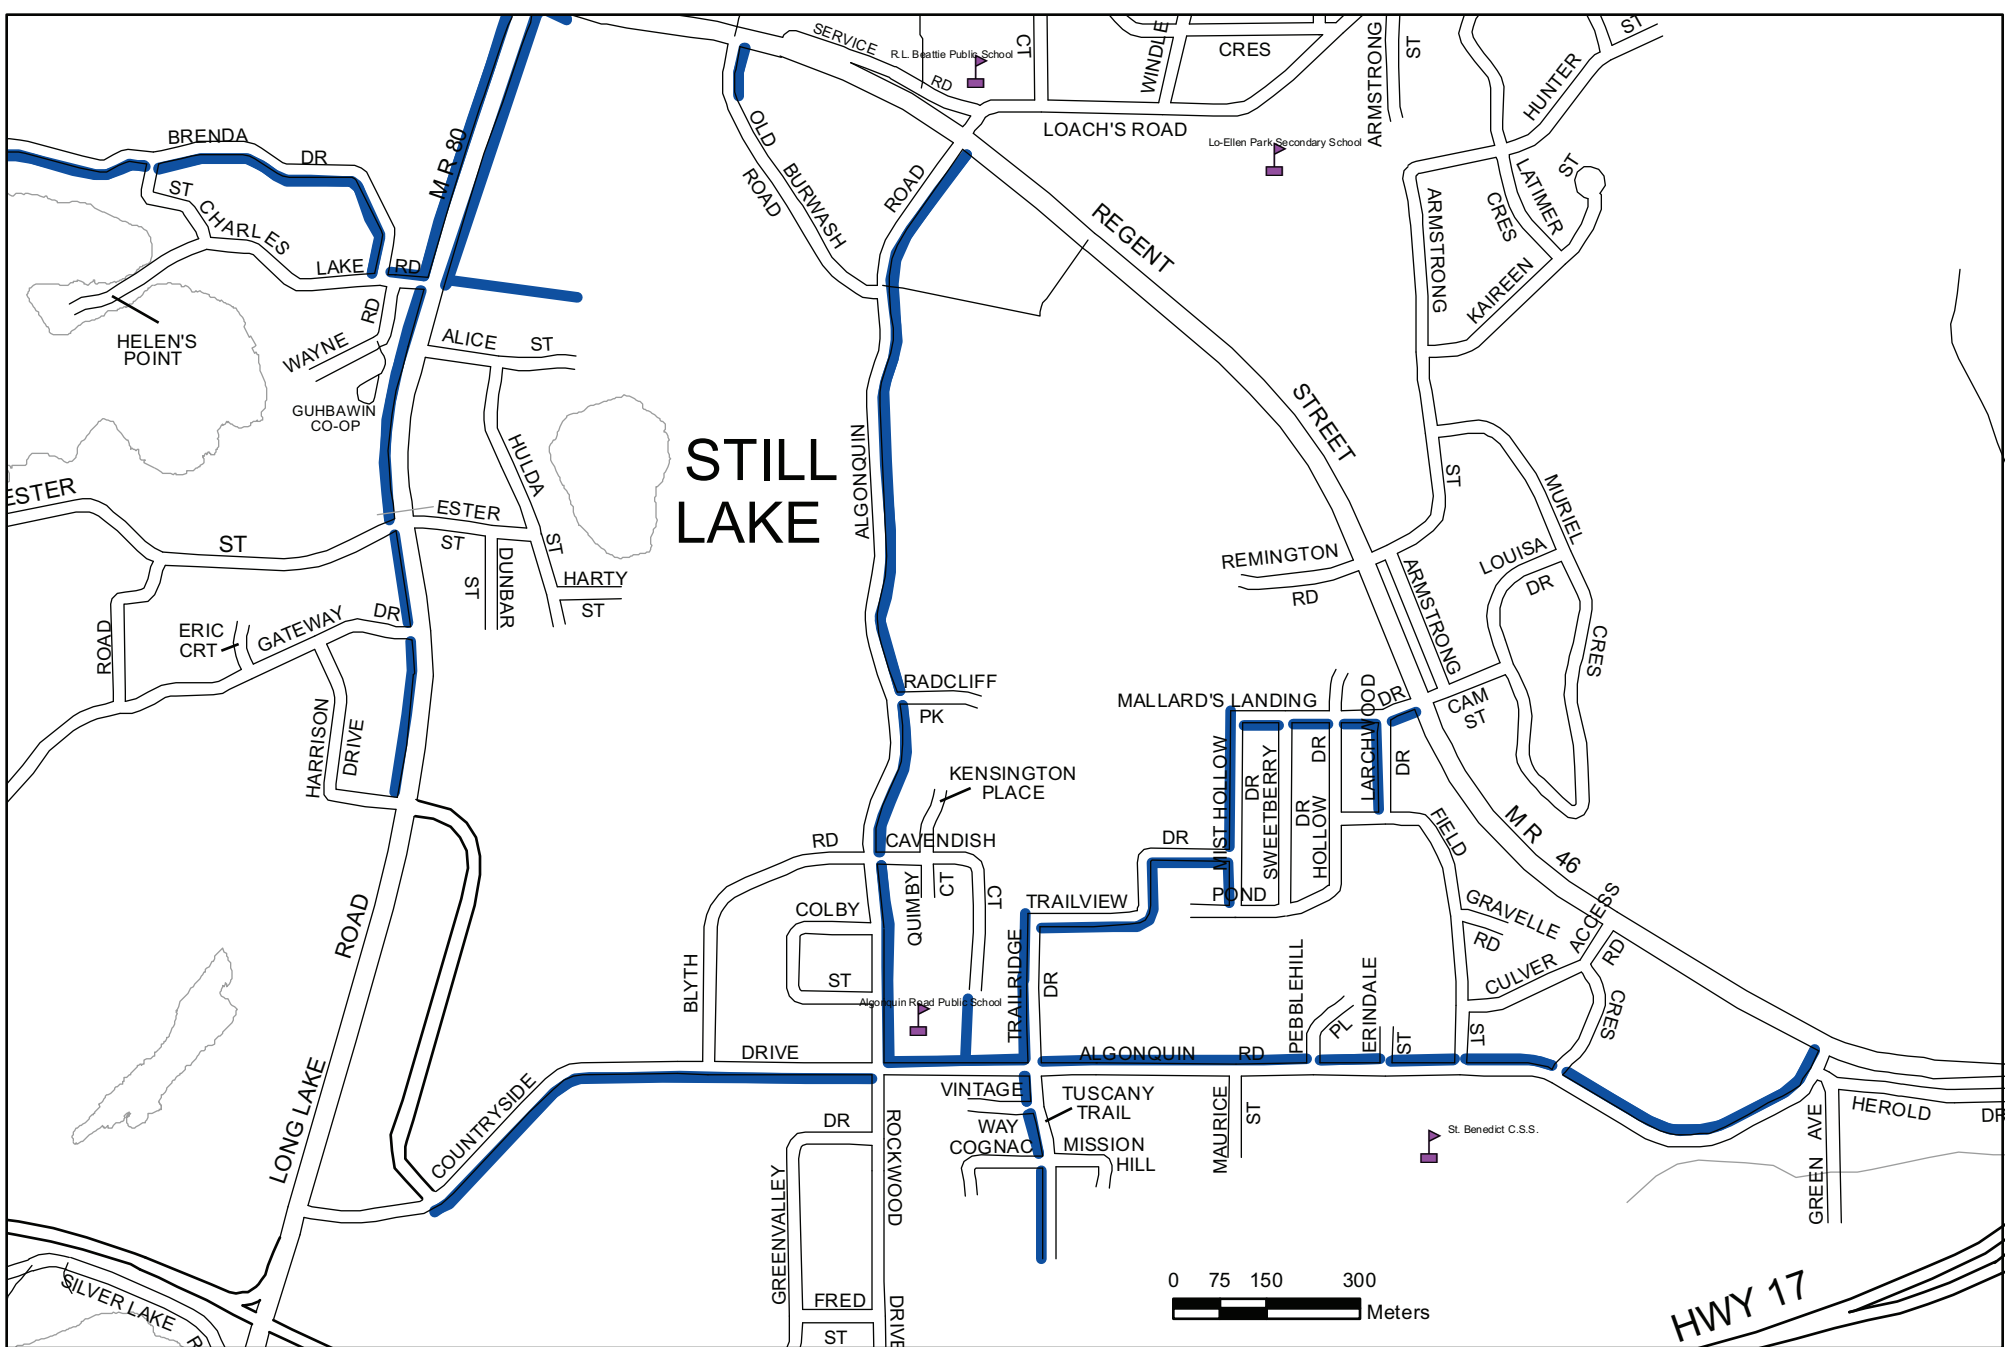 SERVICE
RD
R.L. Beattie Public School
CT
WINDLE
CRES
ARMSTRONG
ST
HUNTER
ST
LOACH'S ROAD
Lo-Ellen Park Secondary School
BRENDA
DR
M R 80
OLD
BURWASH
ROAD
ROAD
ST
CHARLES
LAKE
RD
REGENT
STREET
ARMSTRONG
ST
LATIMER
CRES
ST
KAIREEN
HELEN'S
POINT
WAYNE
RD
ALICE
ST
GUHBAWIN
CO-OP
HULDA
ST
STILL
LAKE
ALGONQUIN
MURIEL
CRES
ESTER
ST
ESTER
ST
DUNBAR
ST
HARTY
ST
REMINGTON
RD
ARMSTRONG
LOUISA
DR
ERIC
CRT
GATEWAY
DR
ROAD
HARRISON
DRIVE
RADCLIFF
PK
MALLARD'S LANDING
DR
CAM
ST
LARCHWOOD
DR
MIST HOLLOW
DR
SWEETBERRY
DR
HOLLOW
DR
POND
KENSINGTON
PLACE
CAVENDISH
CT
RD
BLYTH
COLBY
ST
QUIMBY
CT
TRAILVIEW
DR
TRAILRIDGE
DR
FIELD
ST
M R
46
GRAVELLE
RD
ACCESS
RD
CULVER
CRES
Algonquin Road Public School
PEBBLEHILL
PL
ERINDALE
ST
DRIVE
ALGONQUIN
RD
COUNTRYSIDE
LONG LAKE
ROAD
VINTAGE
WAY
COGNAC
TUSCANY
TRAIL
MISSION
HILL
MAURICE
ST
St. Benedict C.S.S.
GREEN AVE
HEROLD
DR
DR
GREENVALLEY
ROCKWOOD
DRIVE
FRED
ST
SILVER LAKE
R
0 75 150 300
Meters
HWY 17